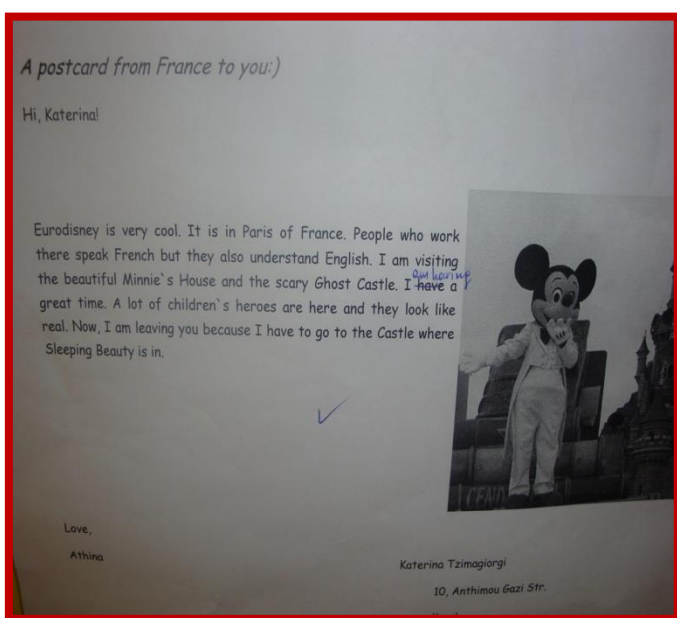 A postcard from France to you:)
Hi, Katerina!
Eurodisney is very cool. It is in Paris of France. People who work
there speak French but they also understand English. I am visiting
the beautiful Minnie`s House and the scary Ghost Castle. I have a
am having
great time. A lot of children`s heroes are here and they look like
real. Now, I am leaving you because I have to go to the Castle where
Sleeping Beauty is in.
Love,
Athina
Katerina Tzimagiorgi
10, Anthimou Gazi Str.